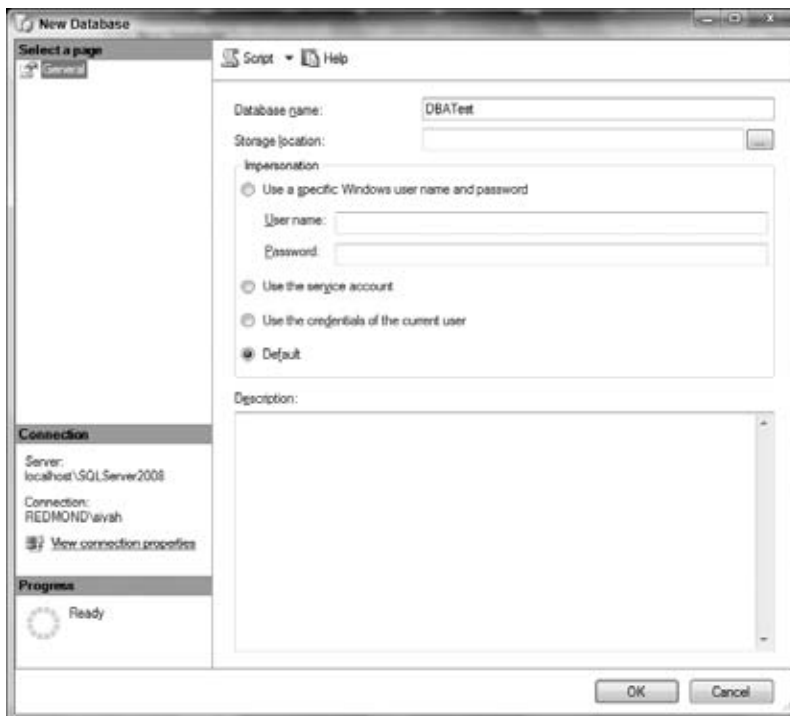 New Database
Select a page
General
Script Help
Database name: DBATest
Storage location: ...
Impersonation
Use a specific Windows user name and password
User name:
Password:
Use the service account
Use the credentials of the current user
Default
Description:
Connection
Server:
localhost\SQLServer2008
Connection:
REDMOND\sivah
View connection properties
Progress
Ready
OK Cancel